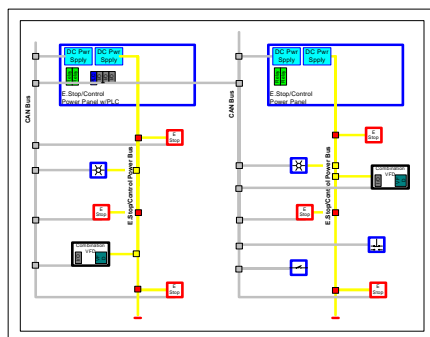 DC Pwr
Spply
DC Pwr
Spply
E.Stop/Control
Power Panel w/PLC
CAN Bus
E
Stop
E.Stop/Control Power Bus
E
Stop
Combination
VFD
E
Stop
DC Pwr
Spply
DC Pwr
Spply
E.Stop/Control
Power Panel
CAN Bus
E
Stop
E.Stop/Control Power Bus
Combination
VFD
E
Stop
E
Stop